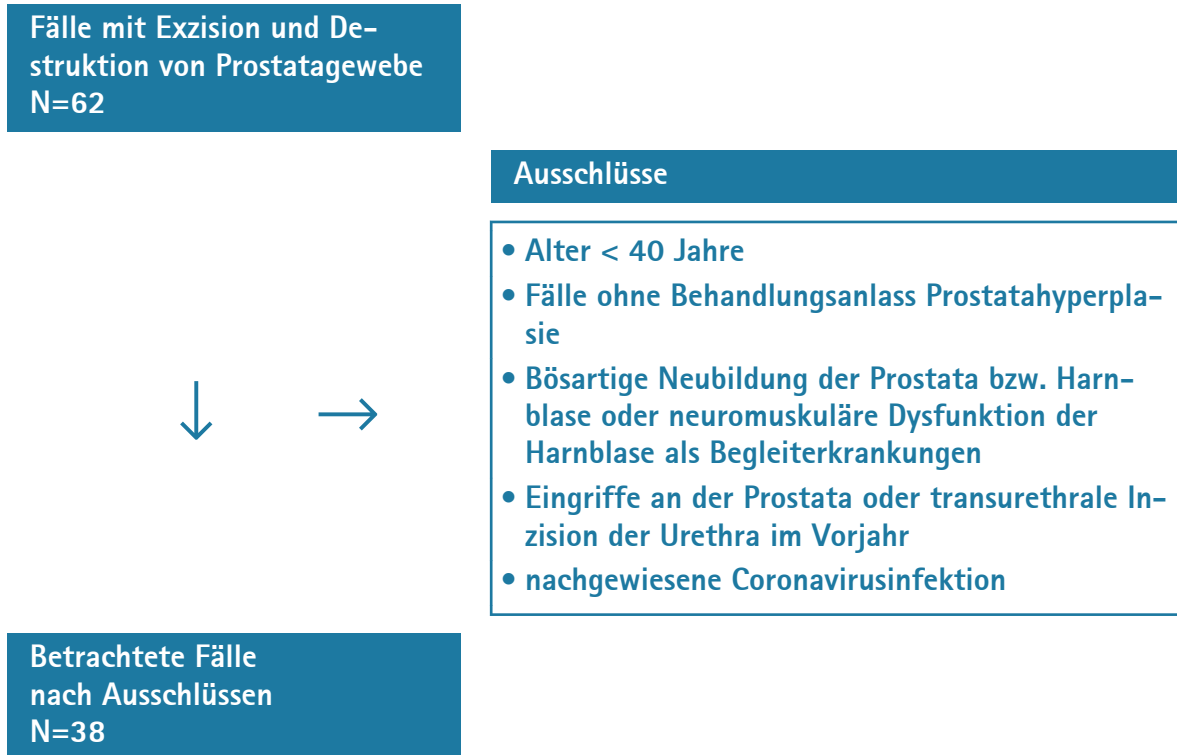 Fälle mit Exzision und De-
struktion von Prostatagewebe
N=62
Ausschlüsse
• Alter < 40 Jahre
• Fälle ohne Behandlungsanlass Prostatahyperpla-
sie
• Bösartige Neubildung der Prostata bzw. Harn-
blase oder neuromuskuläre Dysfunktion der
Harnblase als Begleiterkrankungen
• Eingriffe an der Prostata oder transurethrale In-
zision der Urethra im Vorjahr
• nachgewiesene Coronavirusinfektion
Betrachtete Fälle
nach Ausschlüssen
N=38